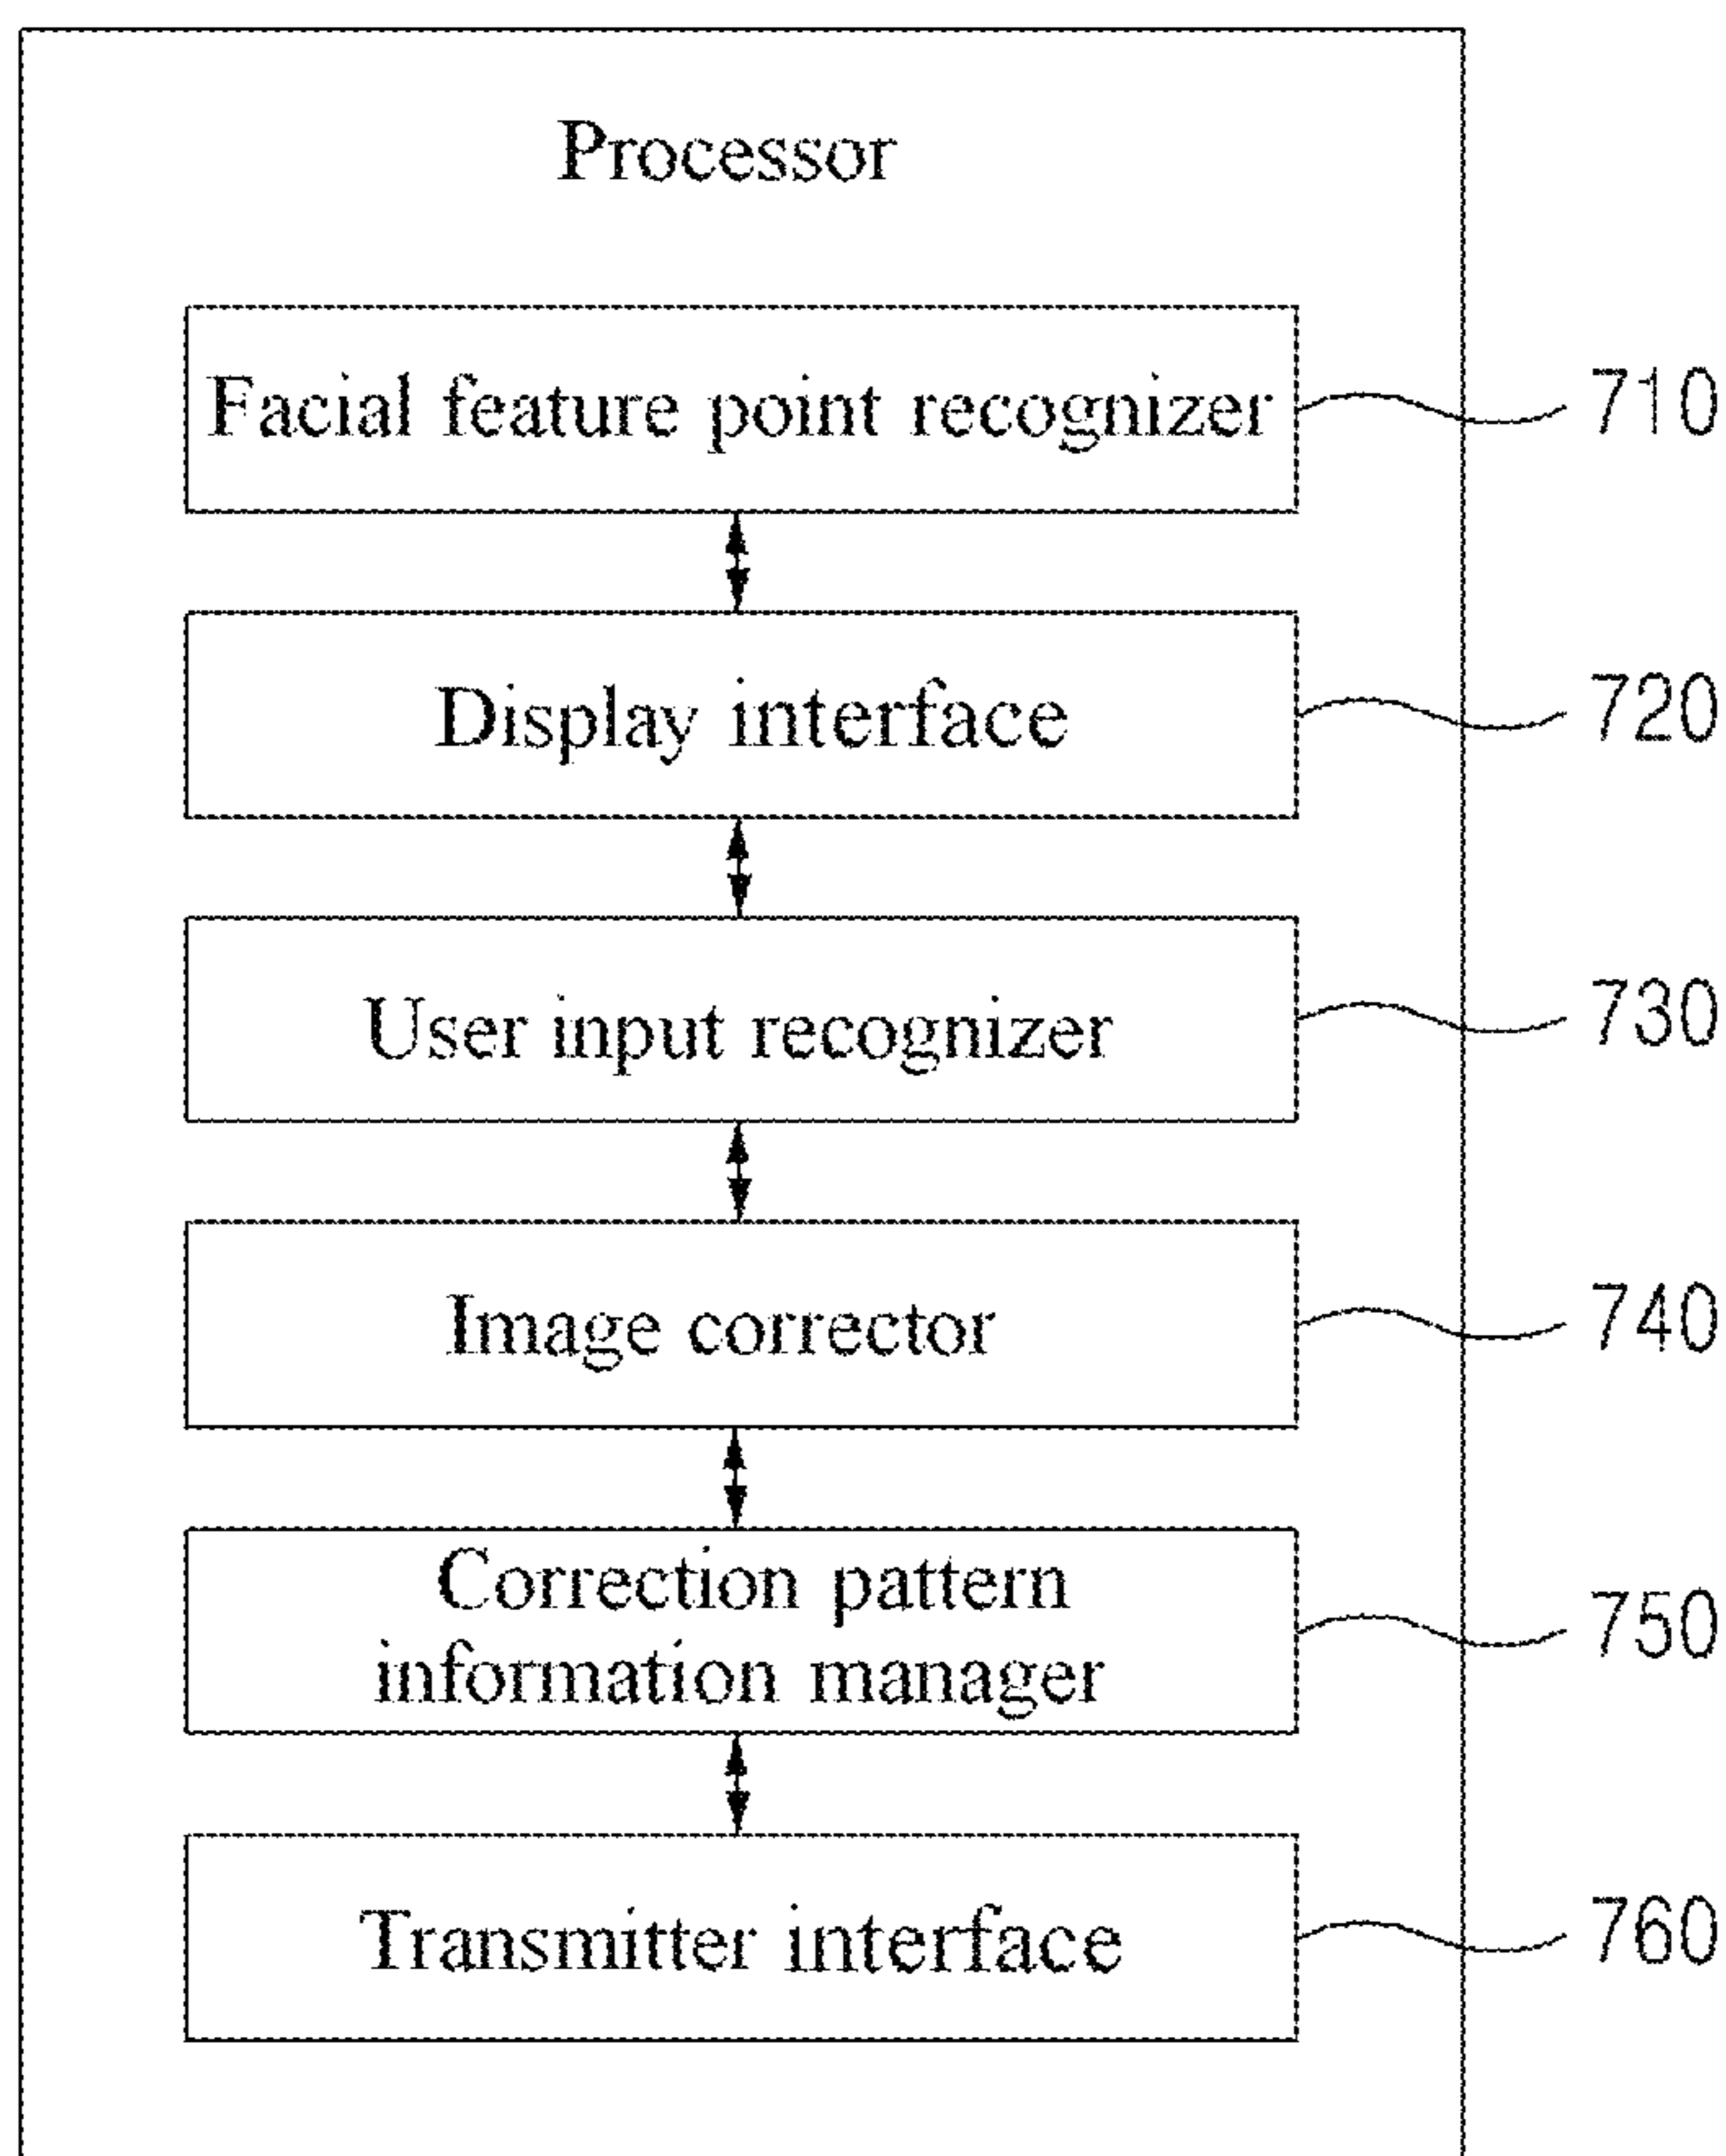 Processor
Facial feature point recognizer
710
Display interface
720
User input recognizer
730
Image corrector
740
Correction pattern
information manager
750
Transmitter interface
760